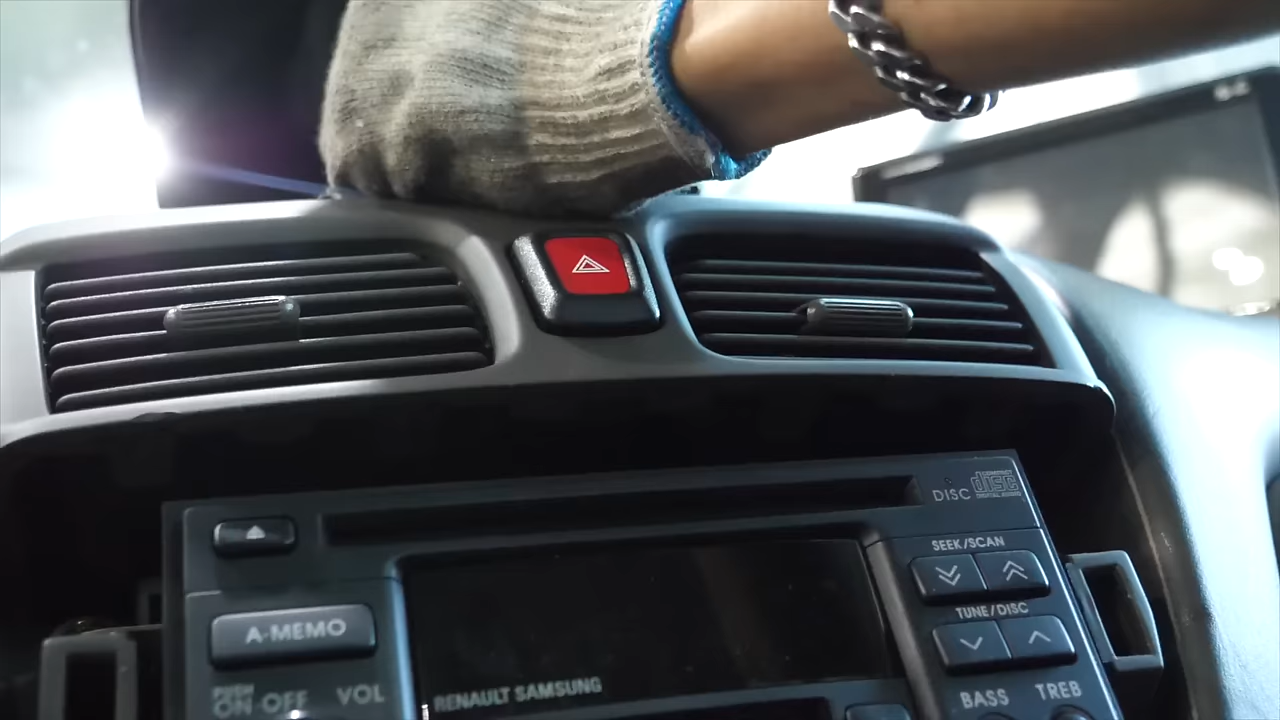 DISC
COMPACT
disc
DIGITAL AUDIO
SEEK/SCAN
A-MEMO
TUNE/DISC
PUSH
ON·OFF VOL
RENAULT SAMSUNG
BASS TREB